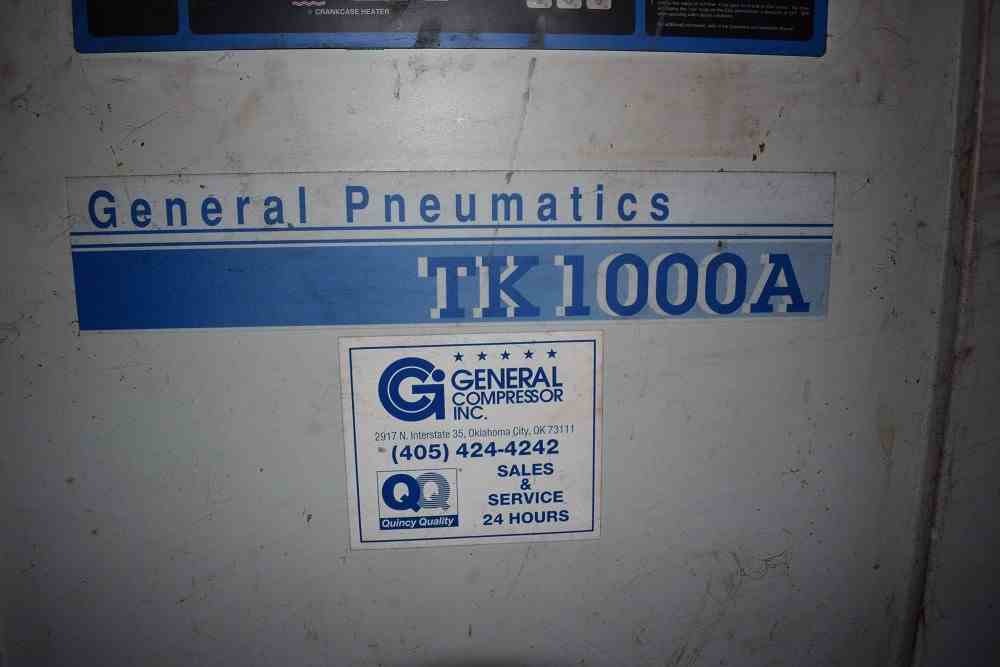 CRANKCASE HEATER
General Pneumatics
TK1000A
GENERAL
COMPRESSOR
INC.
2917 N. Interstate 35, Oklahoma City, OK 73111
(405) 424-4242
QQ
Quincy Quality
SALES
&
SERVICE
24 HOURS